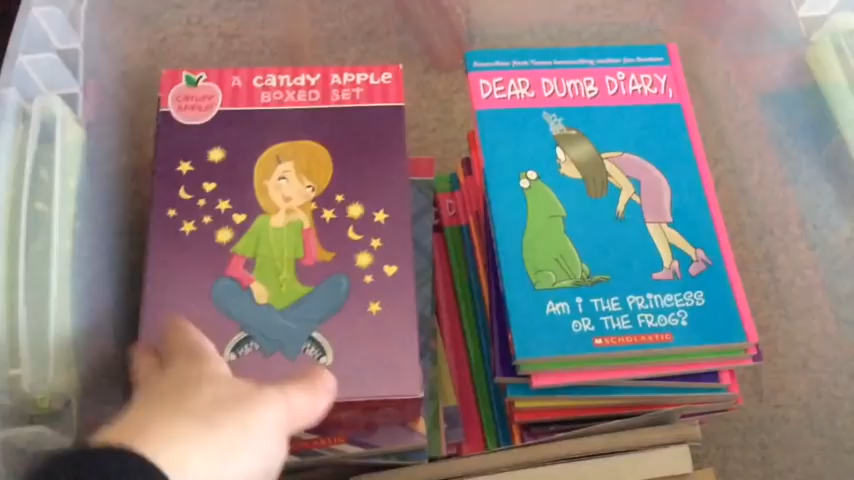 A CANDY APPLE
BOXED SET
CANDY
APPLE
DEAR DUMB DiARY,
AM i THE PRiNCESS
OR THE FROG?
SCHOLASTIC